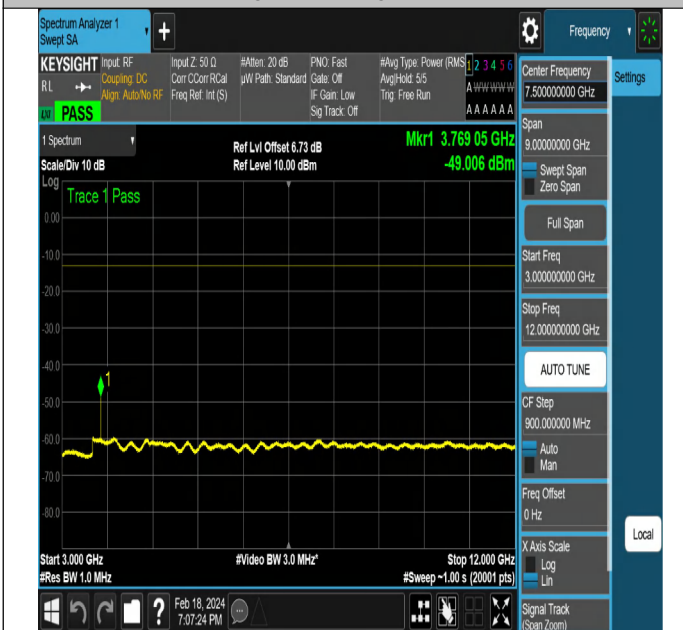 Spectrum Analyzer 1
Swept SA
+
Frequency
KEYSIGHT
RL
LXI
PASS
Input: RF
Coupling: DC
Align: Auto/No RF
Input Z: 50 Ω
Corr CCorr RCal
Freq Ref: Int (S)
#Atten: 20 dB
µW Path: Standard
PNO: Fast
Gate: Off
IF Gain: Low
Sig Track: Off
#Avg Type: Power (RMS
Avg|Hold: 5/5
Trig: Free Run
1 2 3 4 5 6
A W W W W W
A A A A A A
1 Spectrum
Scale/Div 10 dB
Ref Lvl Offset 6.73 dB
Ref Level 10.00 dBm
Mkr1 3.769 05 GHz
-49.006 dBm
Log
Trace 1 Pass
0.00
-10.0
-20.0
-30.0
-40.0
-50.0
-60.0
-70.0
-80.0
1
Start 3.000 GHz
#Res BW 1.0 MHz
#Video BW 3.0 MHz*
Stop 12.000 GHz
#Sweep ~1.00 s (20001 pts)
?
Feb 18, 2024
7:07:24 PM
Center Frequency
7.500000000 GHz
Settings
Span
9.00000000 GHz
Swept Span
Zero Span
Full Span
Start Freq
3.000000000 GHz
Stop Freq
12.000000000 GHz
AUTO TUNE
CF Step
900.000000 MHz
Auto
Man
Freq Offset
0 Hz
Local
X Axis Scale
Log
Lin
Signal Track
(Span Zoom)